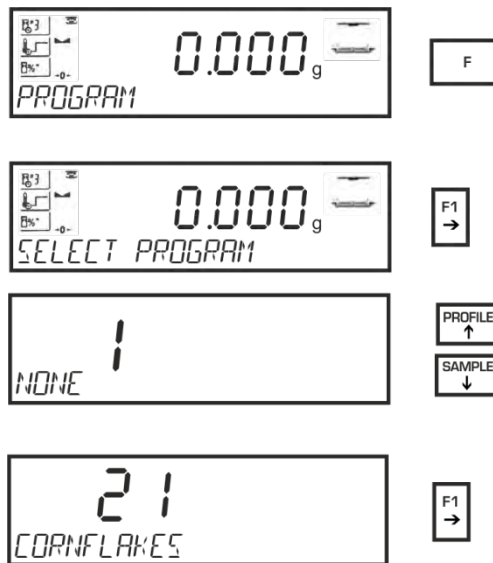 0.000 g
PROGRAM
F
0.000 g
SELECT PROGRAM
F1
→
1
NONE
PROFILE
↑
SAMPLE
↓
21
CORNFLAKES
F1
→